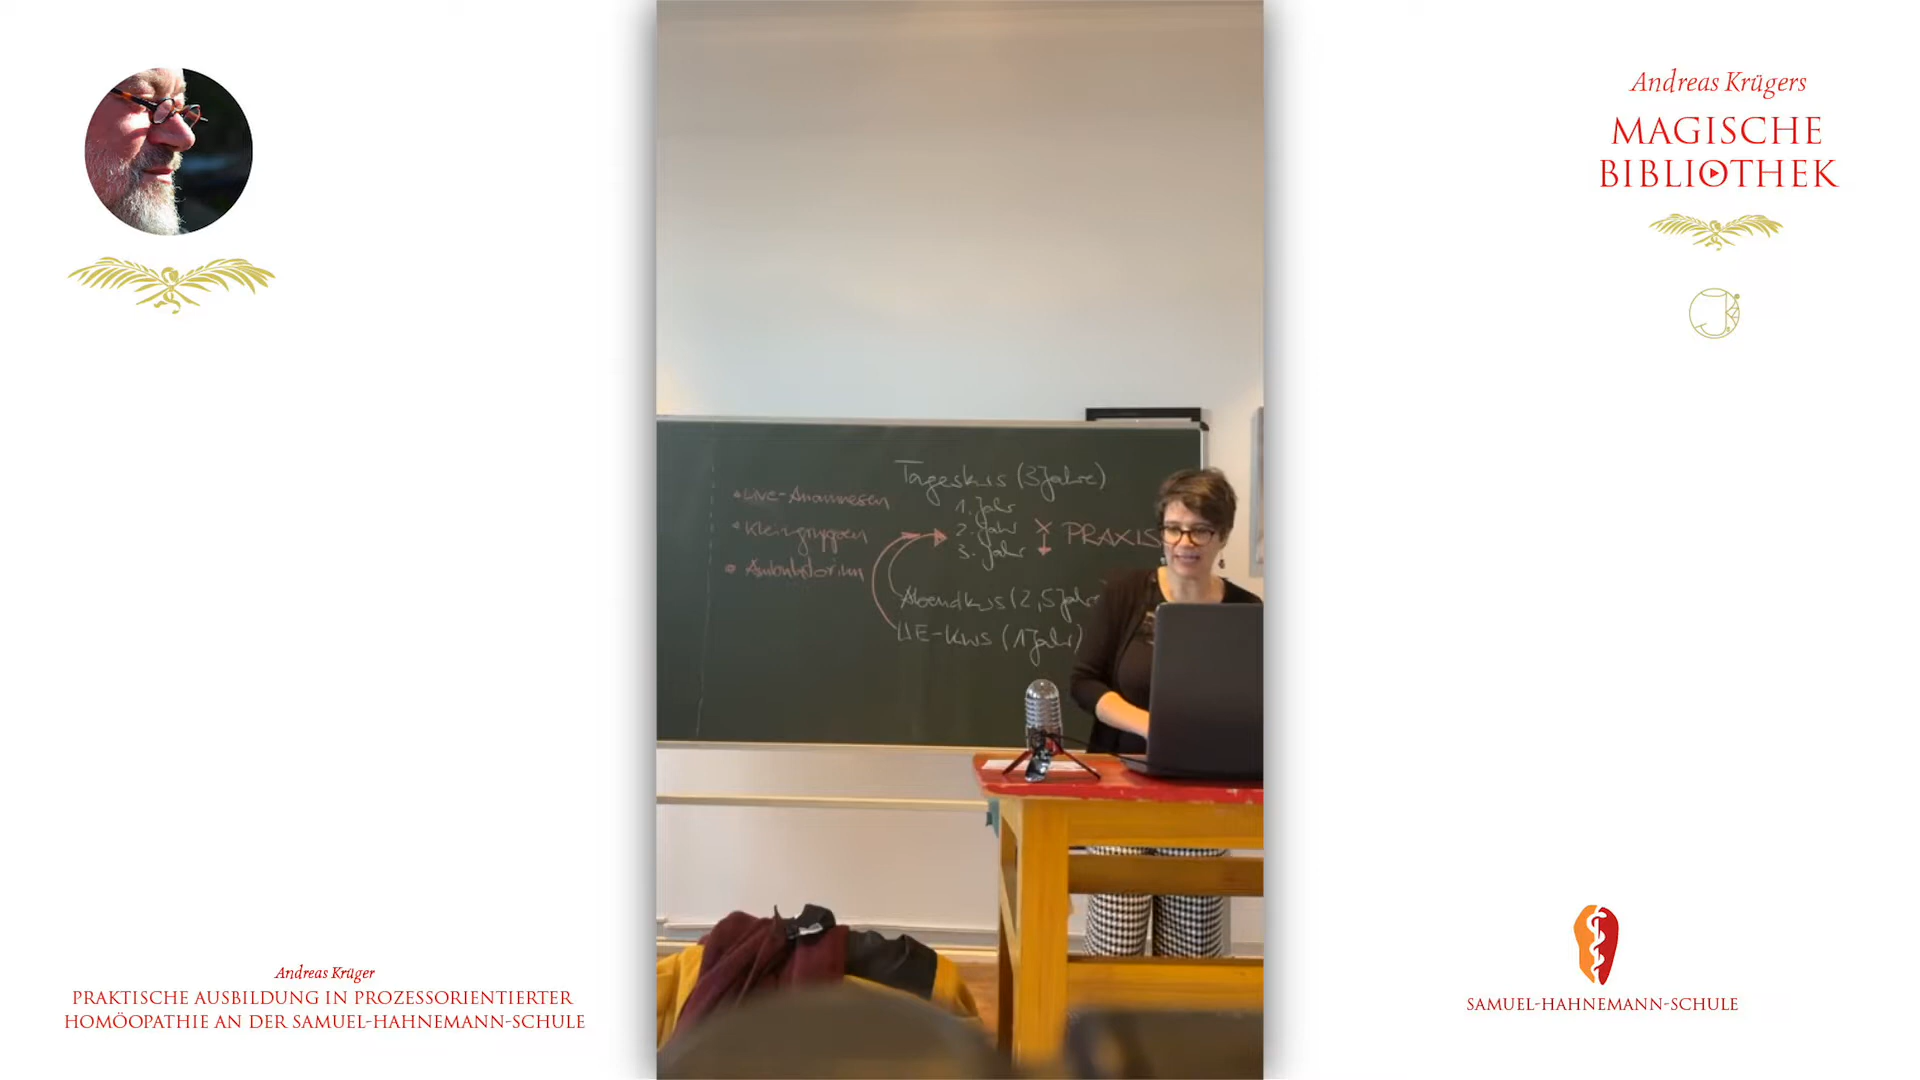 Andreas Krügers
MAGISCHE
BIBLIOTHEK
Tageskurs (3 Jahre)
1. Jahr
2. Jahr X PRAXIS
3. Jahr
Abendkurs (2,5 Jahre
UE-Kurs (1 Jahr)
• Live-Anamnesen
• Kleingruppen
• Ambulatorium
Andreas Krüger
PRAKTISCHE AUSBILDUNG IN PROZESSORIENTIERTER
HOMÖOPATHIE AN DER SAMUEL-HAHNEMANN-SCHULE
SAMUEL-HAHNEMANN-SCHULE